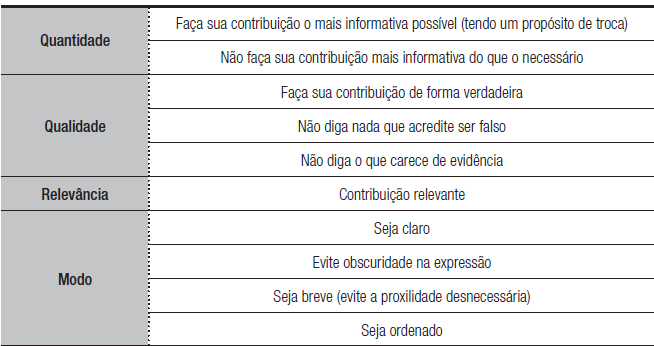 Quantidade
Faça sua contribuição o mais informativa possível (tendo um propósito de troca)
Não faça sua contribuição mais informativa do que o necessário
Qualidade
Faça sua contribuição de forma verdadeira
Não diga nada que acredite ser falso
Não diga o que carece de evidência
Relevância
Contribuição relevante
Modo
Seja claro
Evite obscuridade na expressão
Seja breve (evite a proxilidade desnecessária)
Seja ordenado